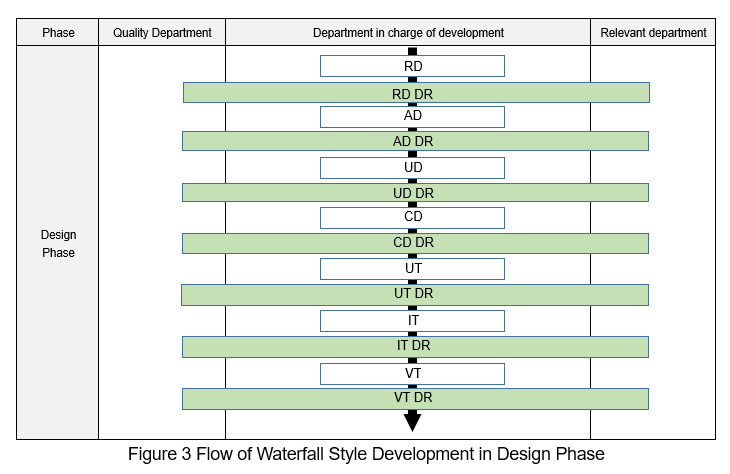 Phase
Quality Department
Department in charge of development
Relevant department
RD
RD DR
AD
AD DR
UD
UD DR
CD
CD DR
Design
Phase
UT
UT DR
IT
IT DR
VT
VT DR
Figure 3 Flow of Waterfall Style Development in Design Phase